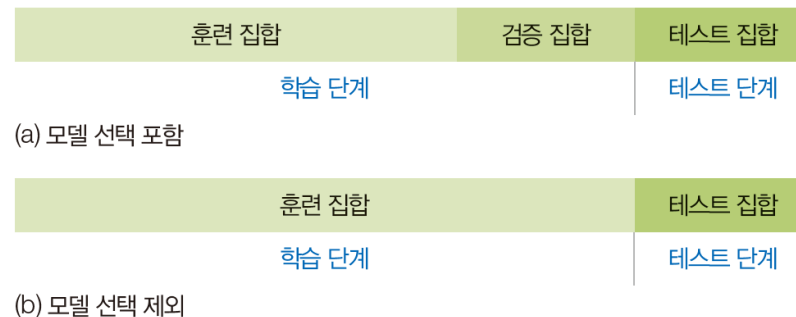 훈련 집합 검증 집합 테스트 집합
학습 단계 테스트 단계
(a) 모델 선택 포함
훈련 집합 테스트 집합
학습 단계 테스트 단계
(b) 모델 선택 제외